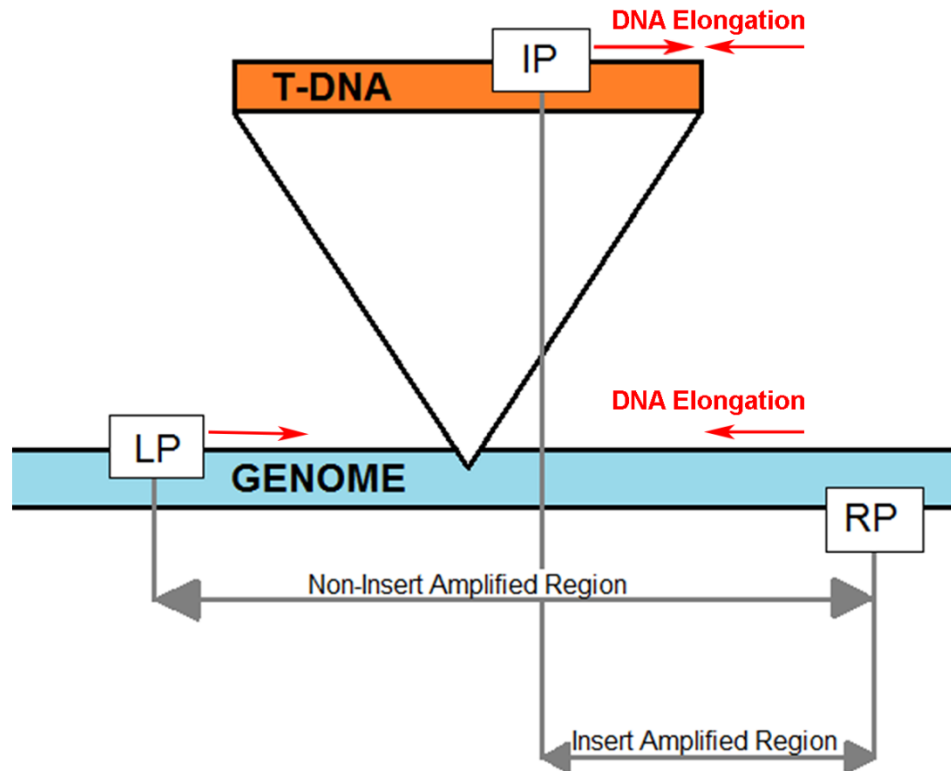 DNA Elongation
IP
T-DNA
DNA Elongation
LP
GENOME
RP
Non-Insert Amplified Region
Insert Amplified Region